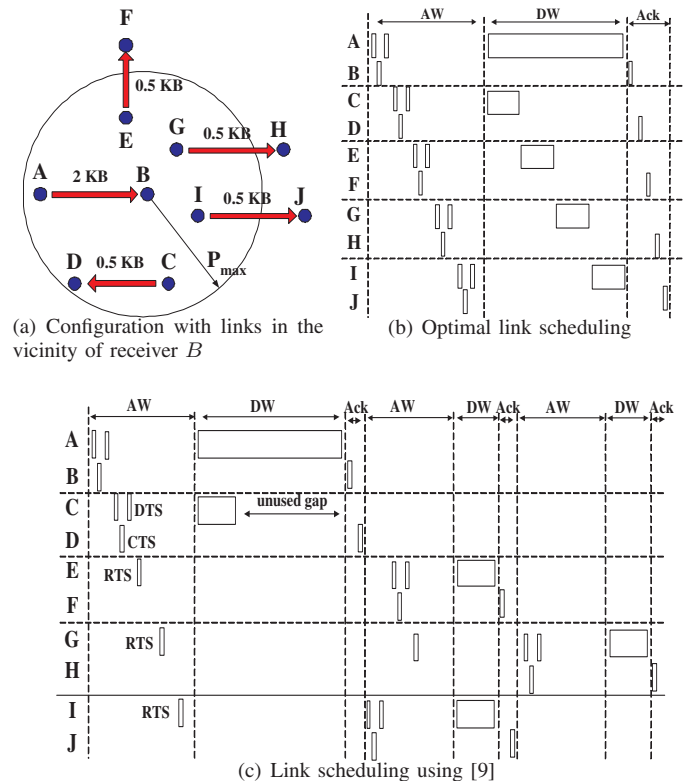 F
0.5 KB
E
G
0.5 KB
H
A
2 KB
B
I
0.5 KB
J
D
0.5 KB
C
P max
(a) Configuration with links in the
vicinity of receiver B
AW DW Ack
A
B
C
D
E
F
G
H
I
J
(b) Optimal link scheduling
AW DW Ack AW DW Ack AW DW Ack
A
B
C DTS unused gap
D CTS
E RTS
F
G RTS
H
I RTS
J
(c) Link scheduling using [9]